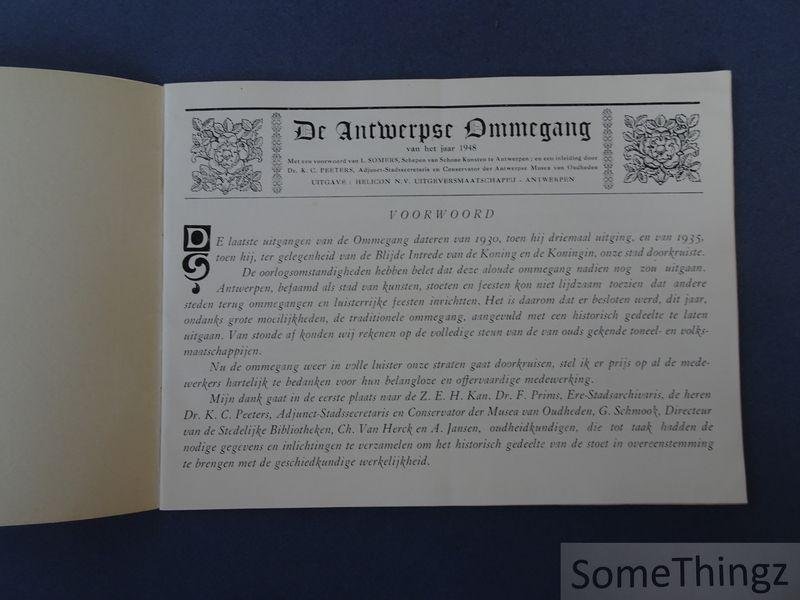 De Antwerpse Ommegang
van het jaar 1948
Met een voorwoord van L. SOMERS, Schepen van Schone Kunsten te Antwerpen ; en een inleiding door
Dr. K. C. PEETERS, Adjunct-Stadssecretaris en Conservator der Antwerpse Musea van Oudheden
UITGAVE : HELICON N.V. UITGEVERSMAATSCHAPPIJ - ANTWERPEN
VOORWOORD
DE laatste uitgangen van de Ommegang dateren van 1930, toen hij driemaal uitging, en van 1935,
toen hij, ter gelegenheid van de Blijde Intrede van de Koning en de Koningin, onze stad doorkruiste.
De oorlogsomstandigheden hebben belet dat deze aloude ommegang nadien nog zou uitgaan.
Antwerpen, befaamd als stad van kunsten, stoeten en feesten kon niet lijdzaam toezien dat andere
steden terug ommegangen en luisterrijke feesten inrichtten. Het is daarom dat er besloten werd, dit jaar,
ondanks grote moeilijkheden, de traditionele ommegang, aangevuld met een historisch gedeelte te laten
uitgaan. Van stonde af konden wij rekenen op de volledige steun van de van ouds gekende toneel- en volks-
maatschappijen.
Nu de ommegang weer in volle luister onze straten gaat doorkruisen, stel ik er prijs op al de mede-
werkers hartelijk te bedanken voor hun belangloze en offervaardige medewerking.
Mijn dank gaat in de eerste plaats naar de Z. E. H. Kan. Dr. F. Prims, Ere-Stadsarchivaris, de heren
Dr. K. C. Peeters, Adjunct-Stadssecretaris en Conservator der Musea van Oudheden, G. Schmook, Directeur
van de Stedelijke Bibliotheken, Ch. Van Herck en A. Jansen, oudheidkundigen, die tot taak hadden de
nodige gegevens en inlichtingen te verzamelen om het historisch gedeelte van de stoet in overeenstemming
te brengen met de geschiedkundige werkelijkheid.
SomeThingz